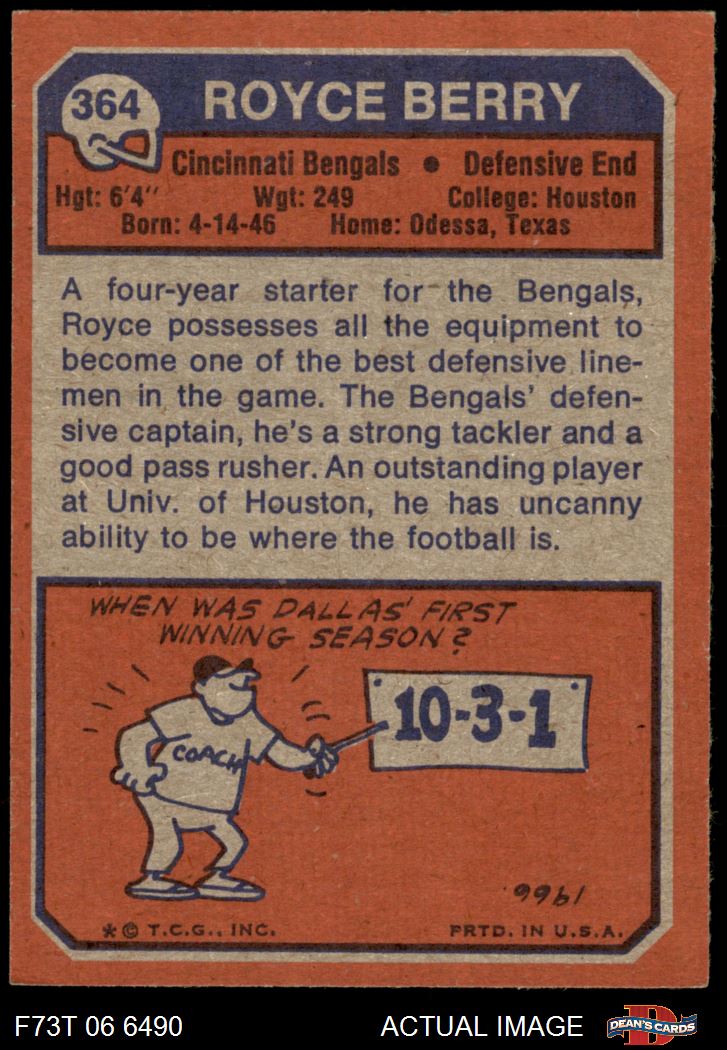 364
ROYCE BERRY
Cincinnati Bengals • Defensive End
Hgt: 6'4" Wgt: 249 College: Houston
Born: 4-14-46 Home: Odessa, Texas
A four-year starter for the Bengals,
Royce possesses all the equipment to
become one of the best defensive line-
men in the game. The Bengals' defen-
sive captain, he's a strong tackler and a
good pass rusher. An outstanding player
at Univ. of Houston, he has uncanny
ability to be where the football is.
WHEN WAS DALLAS' FIRST
WINNING SEASON?
10-3-1
COACH
1966
* © T.C.G., INC. PRTD. IN U.S.A.
F73T 06 6490 ACTUAL IMAGE DEAN'S CARDS